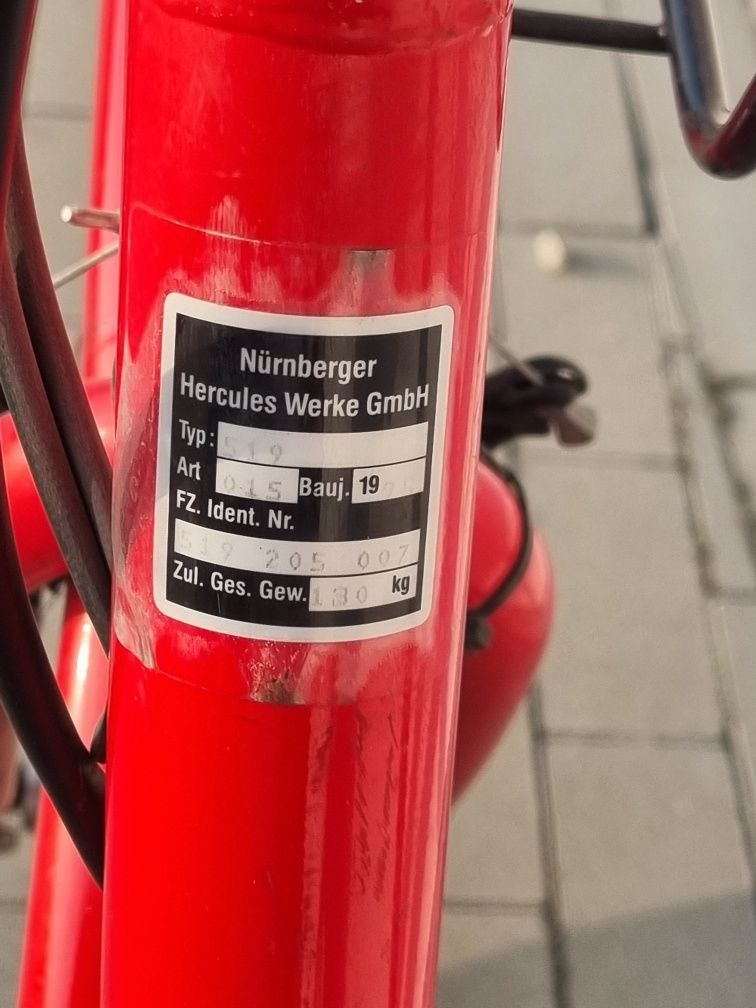 Nürnberger
Hercules Werke GmbH
Typ: 519
Art 015 Bauj. 19
FZ. Ident. Nr.
519 205 007
Zul. Ges. Gew. 130 kg